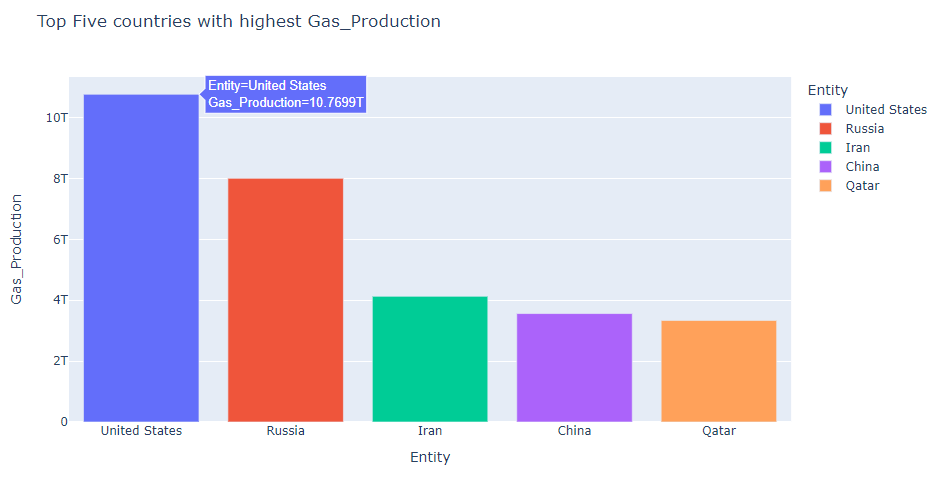 Top Five countries with highest Gas_Production
Entity=United States
Gas_Production=10.7699T
Entity
United States
Russia
Iran
China
Qatar
Gas_Production
10T
8T
6T
4T
2T
0
United States
Russia
Iran
China
Qatar
Entity